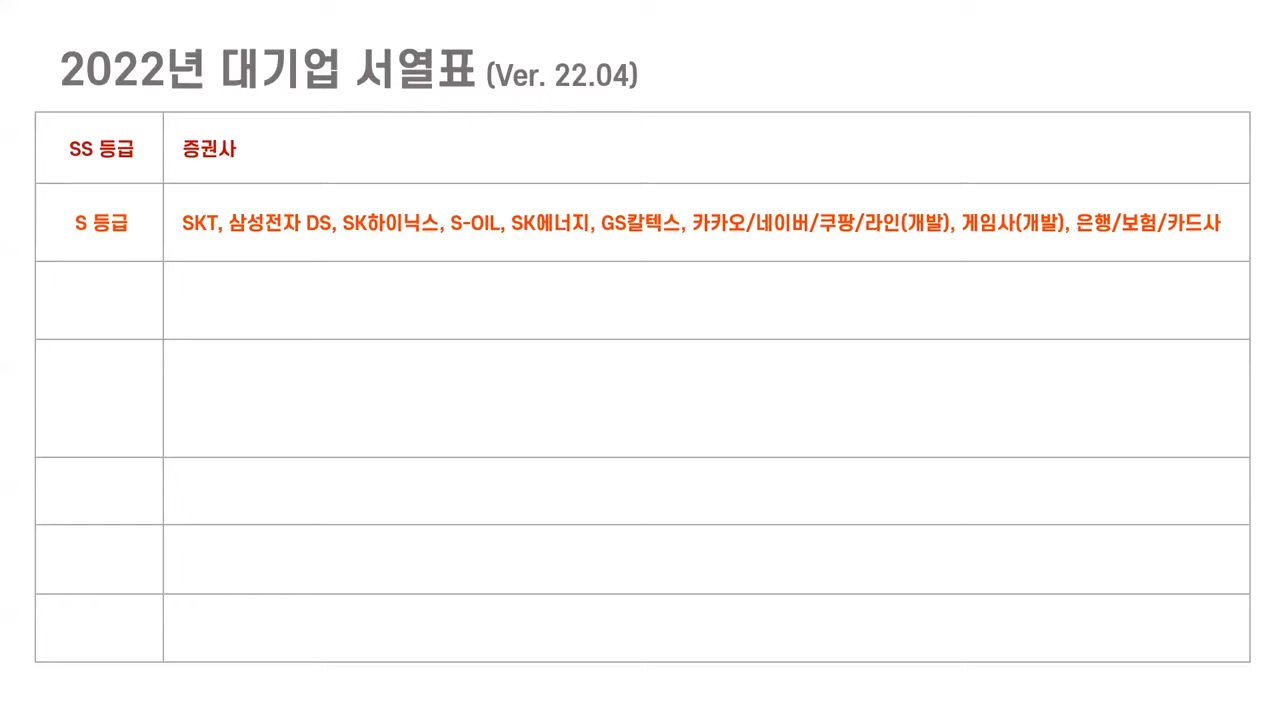 2022년 대기업 서열표 (Ver. 22.04)
SS 등급 증권사
S 등급 SKT, 삼성전자 DS, SK하이닉스, S-OIL, SK에너지, GS칼텍스, 카카오/네이버/쿠팡/라인(개발), 게임사(개발), 은행/보험/카드사